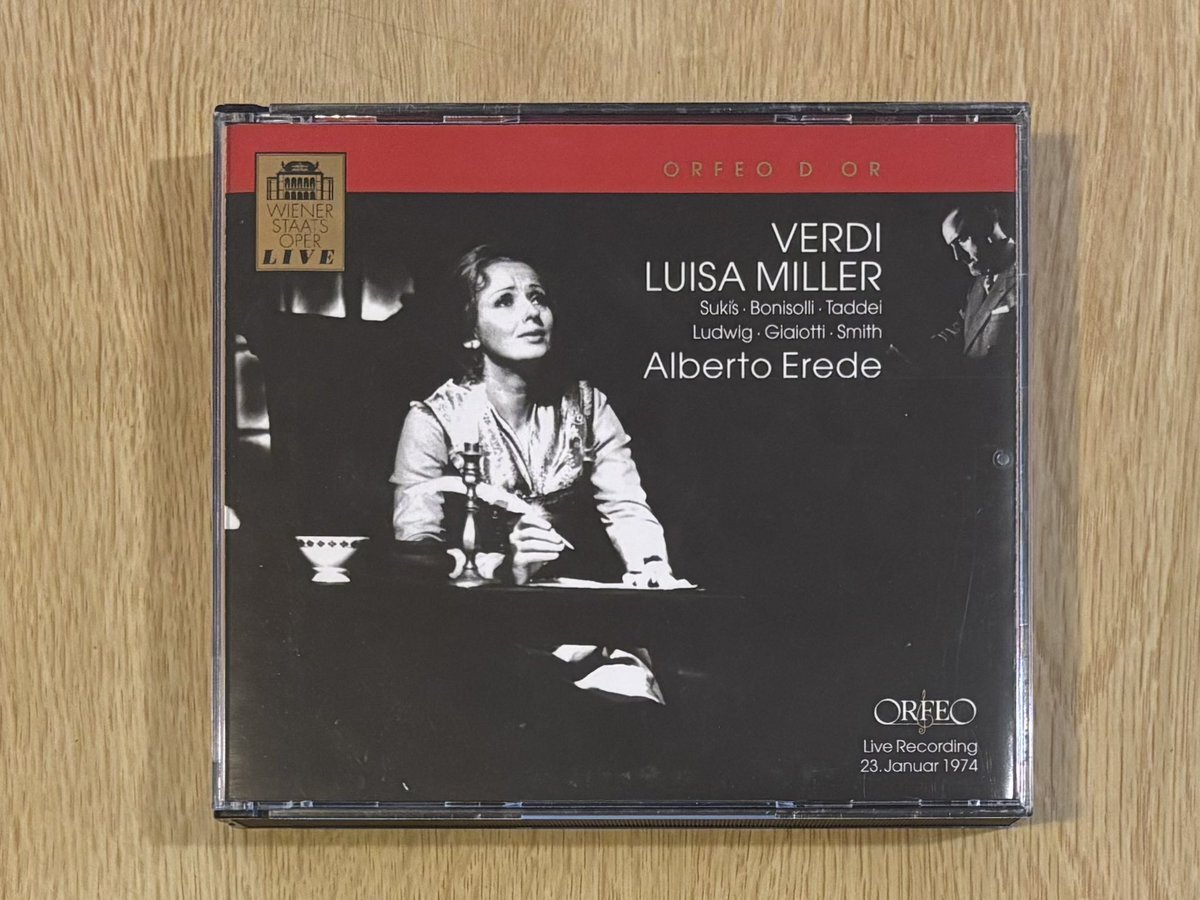 ORFEO D'OR
WIENER
STAATS
OPER
LIVE
VERDI
LUISA MILLER
Sukis · Bonisolli · Taddei
Ludwig · Giaiotti · Smith
Alberto Erede
ORFEO
Live Recording
23. Januar 1974